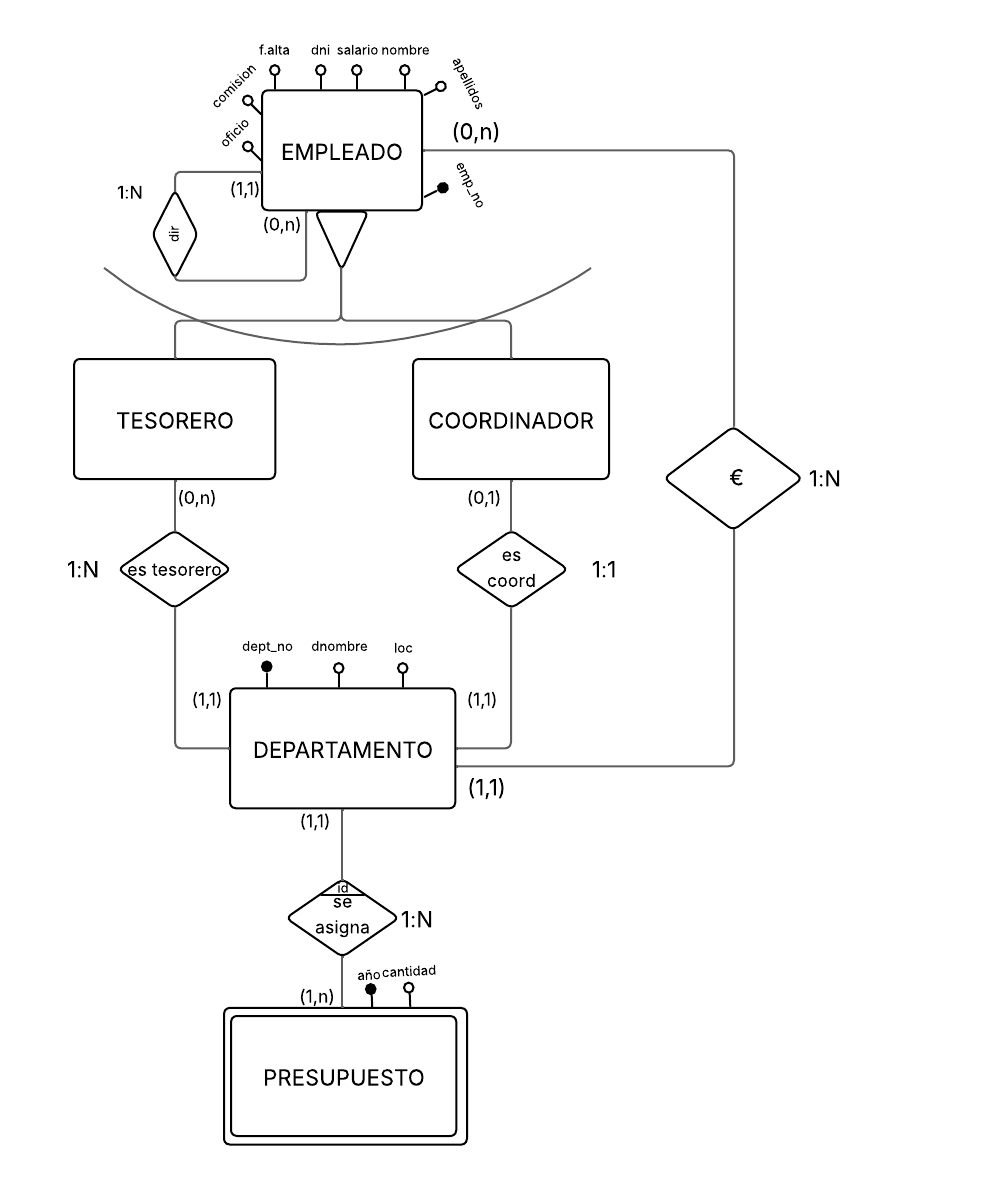 f.alta
dni
salario
nombre
apellidos
comision
oficio
EMPLEADO
(0,n)
emp_no
1:N
(1,1)
(0,n)
dir
TESORERO
COORDINADOR
(0,n)
(0,1)
€
1:N
1:N
es tesorero
es
coord
1:1
dept_no
dnombre
loc
(1,1)
(1,1)
DEPARTAMENTO
(1,1)
(1,1)
id
se
asigna
1:N
año
cantidad
(1,n)
PRESUPUESTO